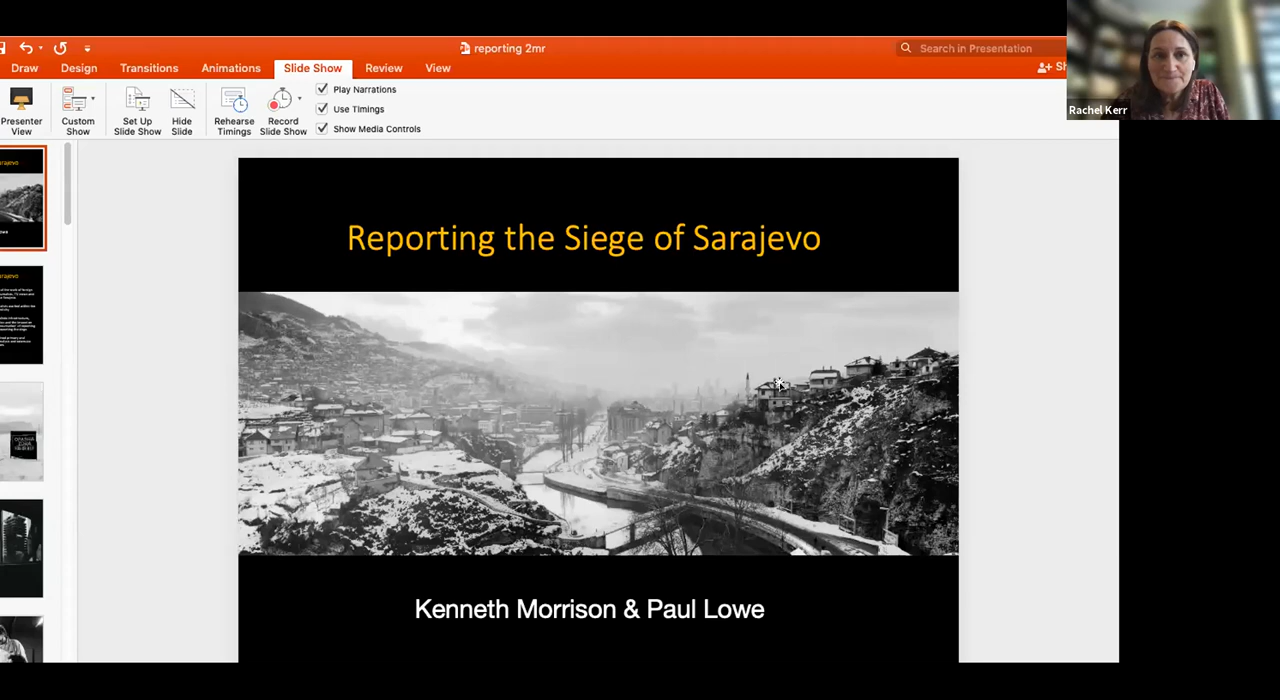 reporting 2mr
Search in Presentation
Draw Design Transitions Animations Slide Show Review View
Sh
Play Narrations
Use Timings
Show Media Controls
Presenter View
Custom Show
Set Up Slide Show
Hide Slide
Rehearse Timings
Record Slide Show
Rachel Kerr
Reporting the Siege of Sarajevo
Kenneth Morrison & Paul Lowe